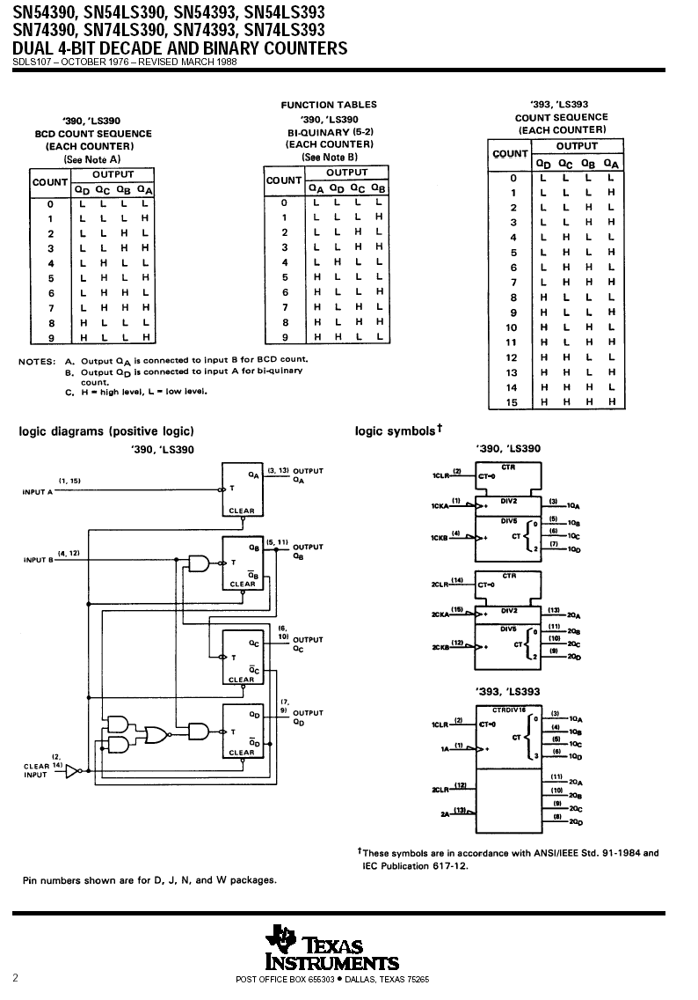 SN54390, SN54LS390, SN54393, SN54LS393
SN74390, SN74LS390, SN74393, SN74LS393
DUAL 4-BIT DECADE AND BINARY COUNTERS
SDLS107 – OCTOBER 1976 – REVISED MARCH 1988
FUNCTION TABLES
'390, 'LS390
BCD COUNT SEQUENCE
(EACH COUNTER)
(See Note A)
COUNT OUTPUT
QD QC QB QA
0 L L L L
1 L L L H
2 L L H L
3 L L H H
4 L H L L
5 L H L H
6 L H H L
7 L H H H
8 H L L L
9 H L L H
'390, 'LS390
BI-QUINARY (5-2)
(EACH COUNTER)
(See Note B)
COUNT OUTPUT
QA QD QC QB
0 L L L L
1 L L L H
2 L L H L
3 L L H H
4 L H L L
5 H L L L
6 H L L H
7 H L H L
8 H L H H
9 H H L L
'393, 'LS393
COUNT SEQUENCE
(EACH COUNTER)
COUNT OUTPUT
QD QC QB QA
0 L L L L
1 L L L H
2 L L H L
3 L L H H
4 L H L L
5 L H L H
6 L H H L
7 L H H H
8 H L L L
9 H L L H
10 H L H L
11 H L H H
12 H H L L
13 H H L H
14 H H H L
15 H H H H
NOTES: A. Output QA is connected to input B for BCD count.
B. Output QD is connected to input A for bi-quinary
count.
C. H = high level, L = low level.
logic diagrams (positive logic)
'390, 'LS390
INPUT A (1, 15)
T QA CLEAR
(3, 13) OUTPUT
QA
INPUT B (4, 12)
T QB Q̅B CLEAR
(5, 11) OUTPUT
QB
T QC Q̅C CLEAR
(6,
10) OUTPUT
QC
T QD Q̅D CLEAR
(7,
9) OUTPUT
QD
(2,
CLEAR 14)
INPUT
logic symbols†
'390, 'LS390
CTR
1CLR (2) CT=0
1CKA (1) + DIV2 (3) 1QA
DIV5
1CKB (4) + CT 0 2
(5) 1QB
(6) 1QC
(7) 1QD
CTR
2CLR (14) CT=0
2CKA (15) + DIV2 (13) 2QA
DIV5
2CKB (12) + CT 0 2
(11) 2QB
(10) 2QC
(9) 2QD
'393, 'LS393
CTRDIV16
1CLR (2) CT=0
1A (1) + CT 0 3
(3) 1QA
(4) 1QB
(5) 1QC
(6) 1QD
2CLR (12)
2A (13)
(11) 2QA
(10) 2QB
(9) 2QC
(8) 2QD
†These symbols are in accordance with ANSI/IEEE Std. 91-1984 and
IEC Publication 617-12.
Pin numbers shown are for D, J, N, and W packages.
TEXAS
INSTRUMENTS
2
POST OFFICE BOX 655303 • DALLAS, TEXAS 75265